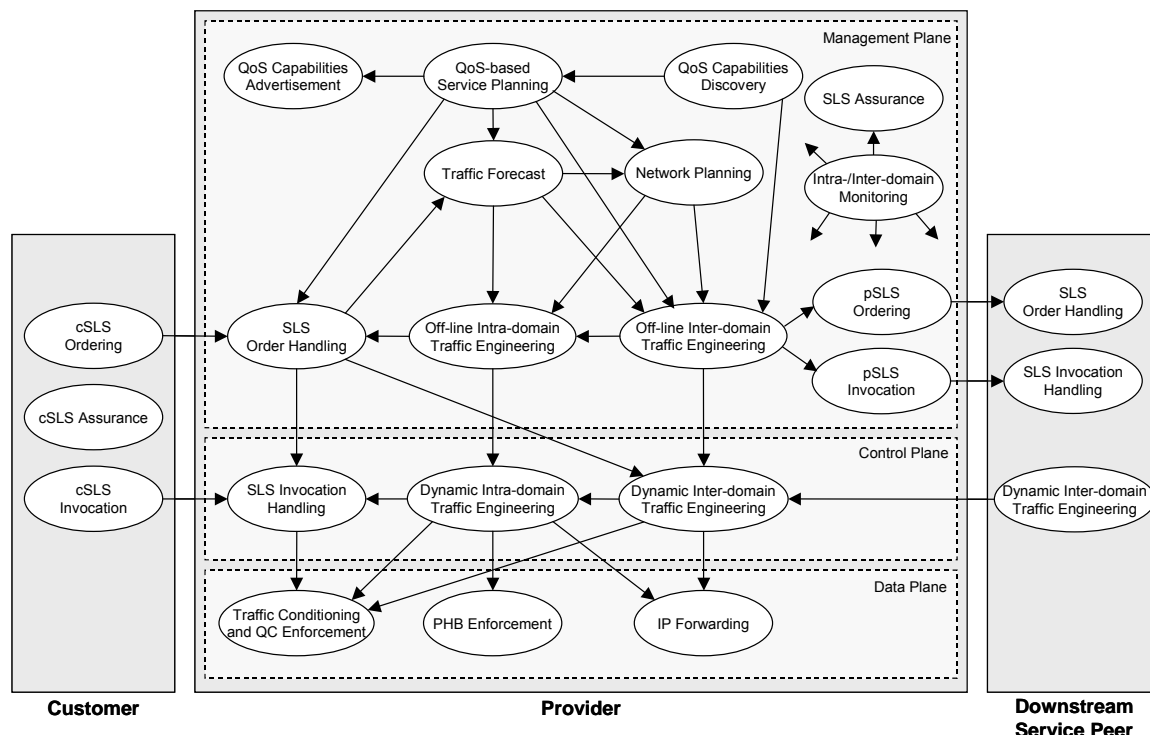 Management Plane
QoS Capabilities
Advertisement
QoS-based
Service Planning
QoS Capabilities
Discovery
SLS Assurance
Traffic Forecast
Network Planning
Intra-/Inter-domain
Monitoring
cSLS
Ordering
SLS
Order Handling
Off-line Intra-domain
Traffic Engineering
Off-line Inter-domain
Traffic Engineering
pSLS
Ordering
SLS
Order Handling
pSLS
Invocation
SLS Invocation
Handling
cSLS Assurance
Control Plane
cSLS
Invocation
SLS Invocation
Handling
Dynamic Intra-domain
Traffic Engineering
Dynamic Inter-domain
Traffic Engineering
Dynamic Inter-domain
Traffic Engineering
Data Plane
Traffic Conditioning
and QC Enforcement
PHB Enforcement
IP Forwarding
Customer
Provider
Downstream
Service Peer